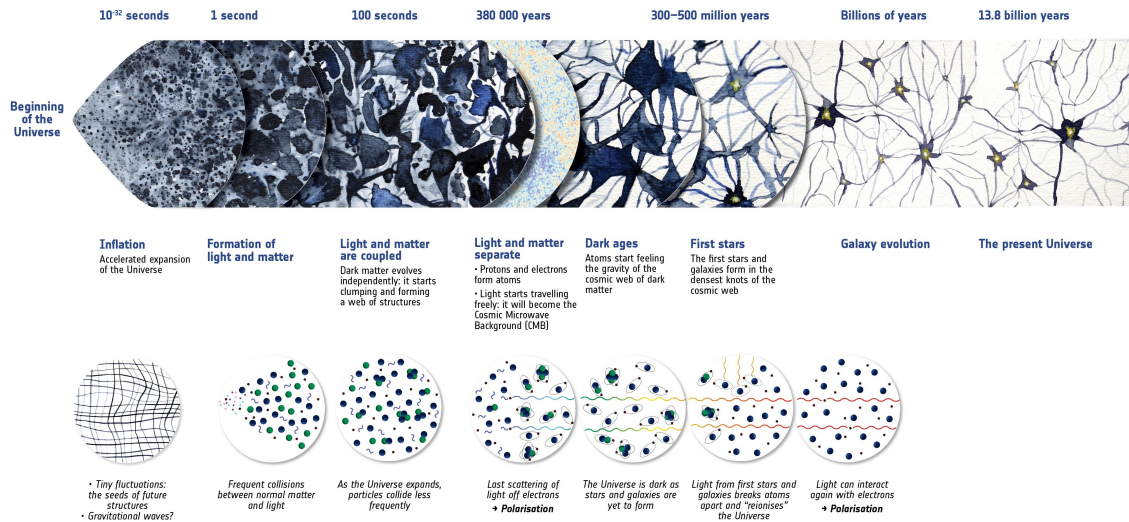 10⁻³² seconds
1 second
100 seconds
380 000 years
300–500 million years
Billions of years
13.8 billion years
Beginning
of the
Universe
Inflation
Accelerated expansion
of the Universe
Formation of
light and matter
Light and matter
are coupled
Dark matter evolves
independently: it starts
clumping and forming
a web of structures
Light and matter
separate
• Protons and electrons
form atoms
• Light starts travelling
freely: it will become the
Cosmic Microwave
Background (CMB)
Dark ages
Atoms start feeling
the gravity of the
cosmic web of dark
matter
First stars
The first stars and
galaxies form in the
densest knots of the
cosmic web
Galaxy evolution
The present Universe
• Tiny fluctuations:
the seeds of future
structures
• Gravitational waves?
Frequent collisions
between normal matter
and light
As the Universe expands,
particles collide less
frequently
Last scattering of
light off electrons
→ Polarisation
The Universe is dark as
stars and galaxies are
yet to form
Light from first stars and
galaxies breaks atoms
apart and “reionises”
the Universe
Light can interact
again with electrons
→ Polarisation